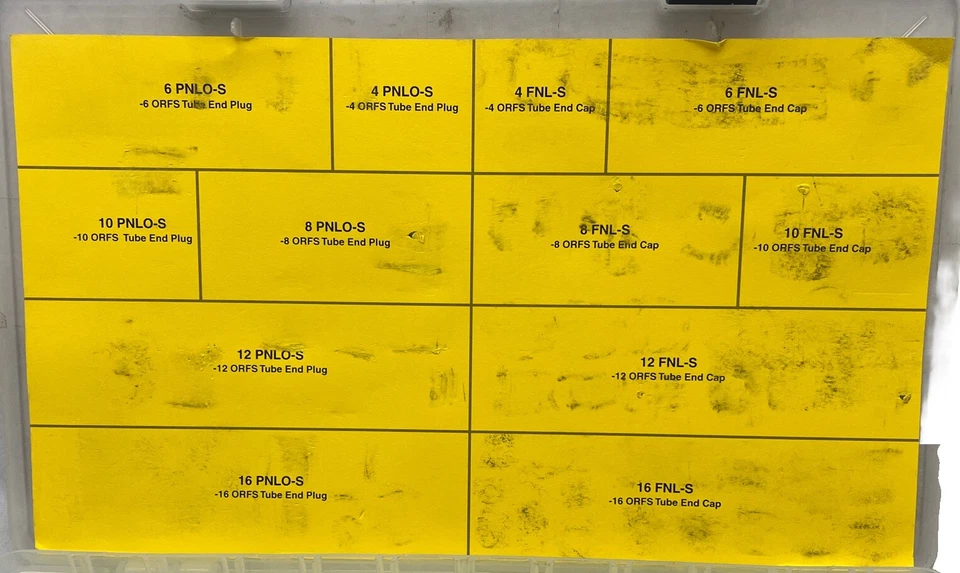 6 PNLO-S
-6 ORFS Tube End Plug
4 PNLO-S
-4 ORFS Tube End Plug
4 FNL-S
-4 ORFS Tube End Cap
6 FNL-S
-6 ORFS Tube End Cap
10 PNLO-S
-10 ORFS Tube End Plug
8 PNLO-S
-8 ORFS Tube End Plug
8 FNL-S
-8 ORFS Tube End Cap
10 FNL-S
-10 ORFS Tube End Cap
12 PNLO-S
-12 ORFS Tube End Plug
12 FNL-S
-12 ORFS Tube End Cap
16 PNLO-S
-16 ORFS Tube End Plug
16 FNL-S
-16 ORFS Tube End Cap